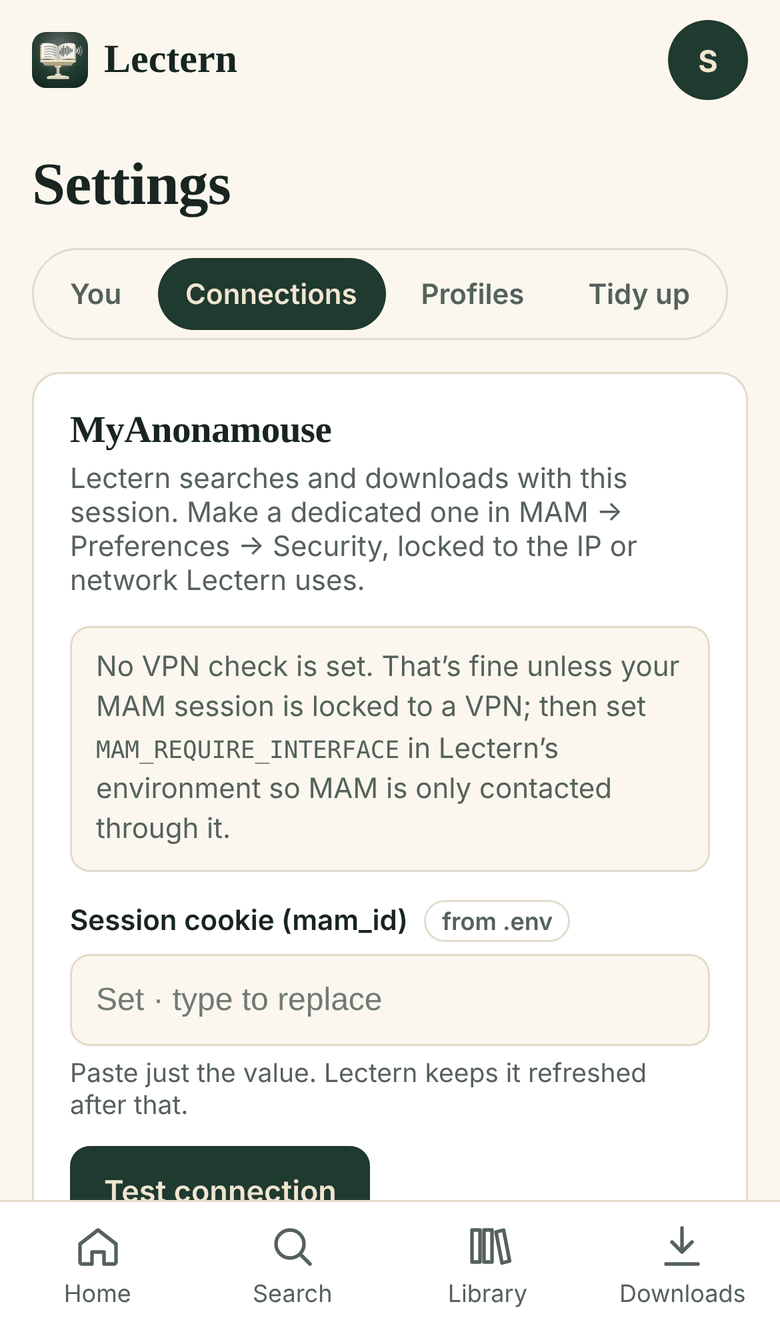 Lectern
S
Settings
You
Connections
Profiles
Tidy up
MyAnonamouse
Lectern searches and downloads with this
session. Make a dedicated one in MAM →
Preferences → Security, locked to the IP or
network Lectern uses.
No VPN check is set. That’s fine unless your
MAM session is locked to a VPN; then set
MAM_REQUIRE_INTERFACE in Lectern’s
environment so MAM is only contacted
through it.
Session cookie (mam_id) from .env
Set · type to replace
Paste just the value. Lectern keeps it refreshed
after that.
Test connection
Home
Search
Library
Downloads